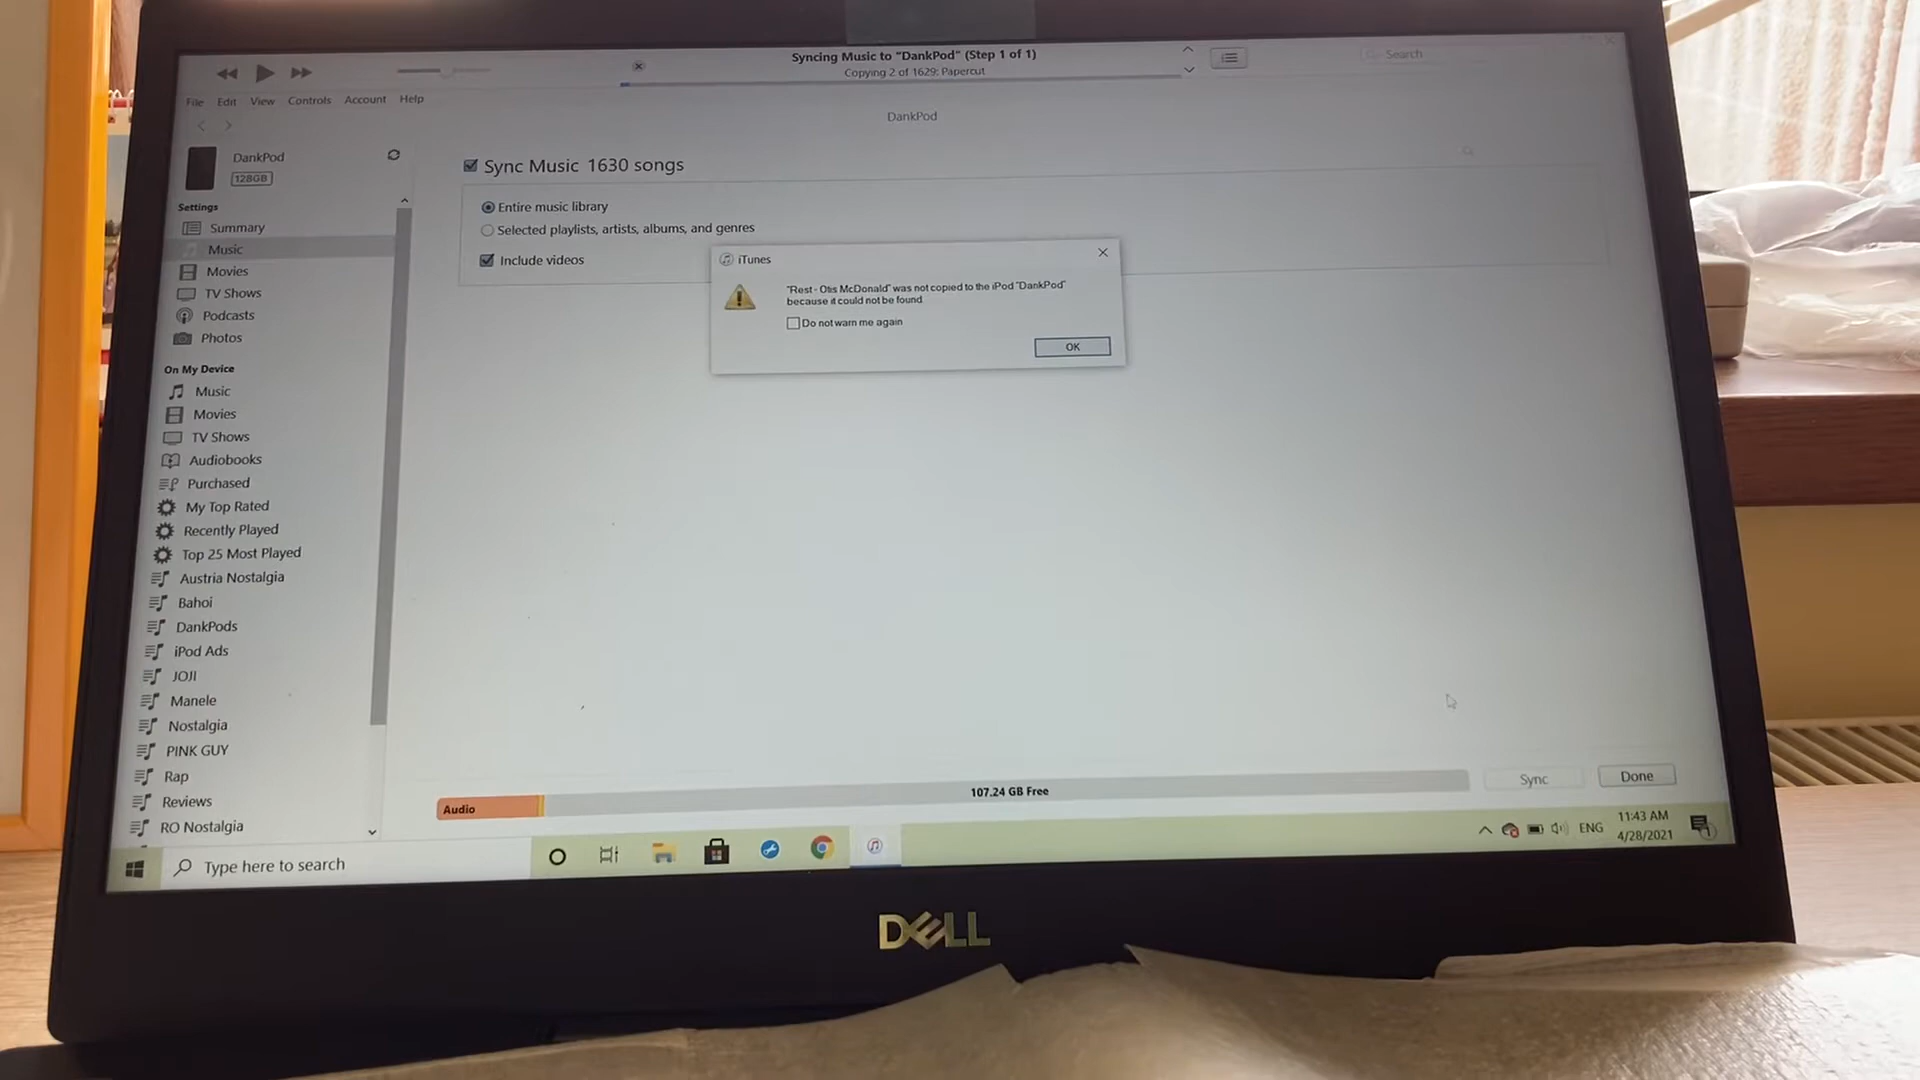 Syncing Music to "DankPod" (Step 1 of 1)
Copying 2 of 1629: Papercut
Search
File Edit View Controls Account Help
DankPod
DankPod
128GB
Settings
Summary
Music
Movies
TV Shows
Podcasts
Photos
On My Device
Music
Movies
TV Shows
Audiobooks
Purchased
My Top Rated
Recently Played
Top 25 Most Played
Austria Nostalgia
Bahoi
DankPods
iPod Ads
JOJI
Manele
Nostalgia
PINK GUY
Rap
Reviews
RO Nostalgia
Sync Music 1630 songs
Entire music library
Selected playlists, artists, albums, and genres
Include videos
iTunes
"Rest - Otis McDonald" was not copied to the iPod "DankPod"
because it could not be found.
Do not warn me again
OK
Audio
107.24 GB Free
Sync
Done
Type here to search
ENG
11:43 AM
4/28/2021
1
DELL